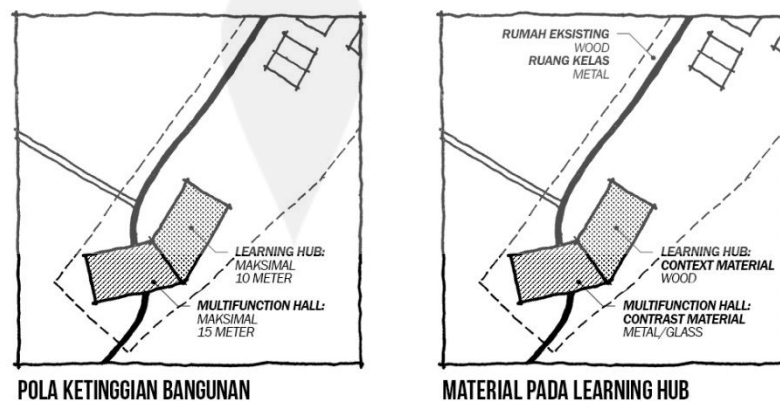 LEARNING HUB:
MAKSIMAL
10 METER
MULTIFUNCTION HALL:
MAKSIMAL
15 METER
POLA KETINGGIAN BANGUNAN
RUMAH EKSISTING
WOOD
RUANG KELAS
METAL
LEARNING HUB:
CONTEXT MATERIAL
WOOD
MULTIFUNCTION HALL:
CONTRAST MATERIAL
METAL/GLASS
MATERIAL PADA LEARNING HUB